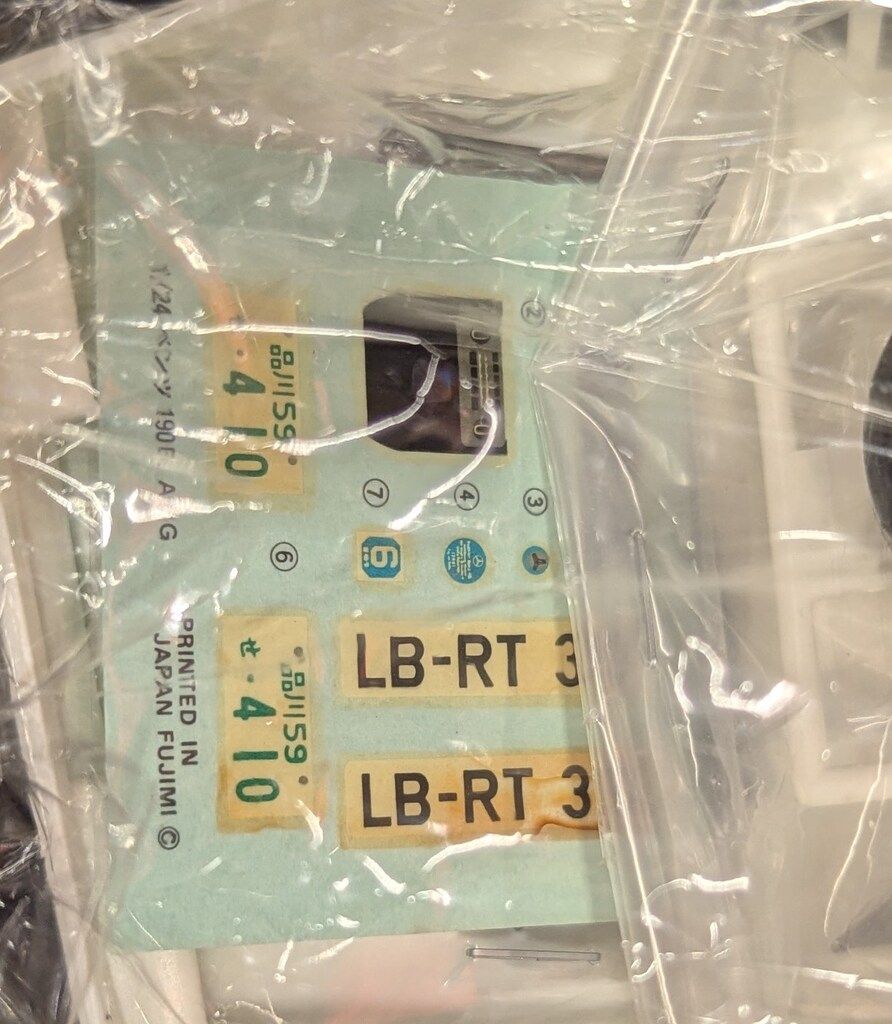 1/24 ベンツ 190E
品川59
・410
②
⑦
④
③
⑥
6
LB-RT 3
LB-RT 3
品川59
せ ・410
PRINTED IN
JAPAN FUJIMI ©